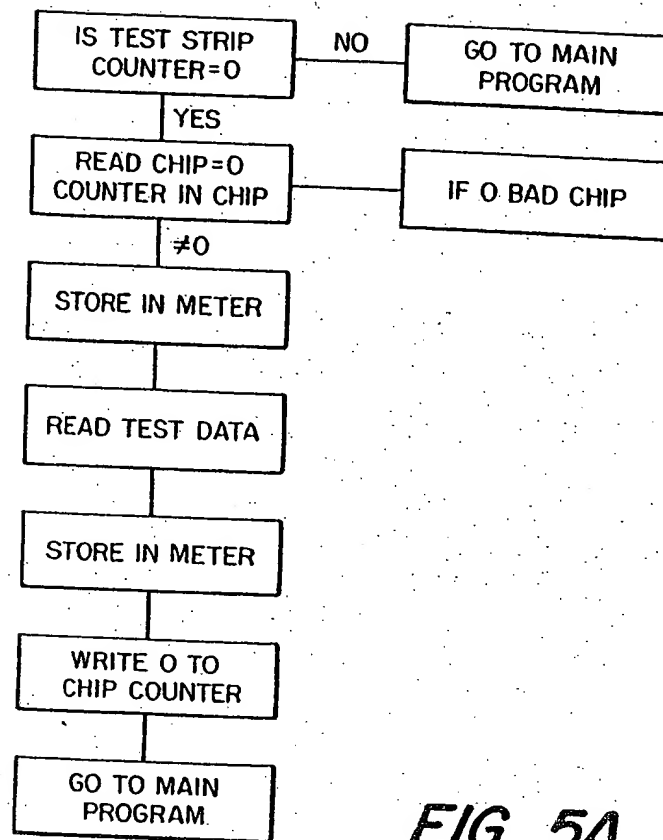 IS TEST STRIP
COUNTER=0
NO
GO TO MAIN
PROGRAM
YES
READ CHIP=0
COUNTER IN CHIP
IF 0 BAD CHIP
≠0
STORE IN METER
READ TEST DATA
STORE IN METER
WRITE 0 TO
CHIP COUNTER
GO TO MAIN
PROGRAM
FIG. 5A